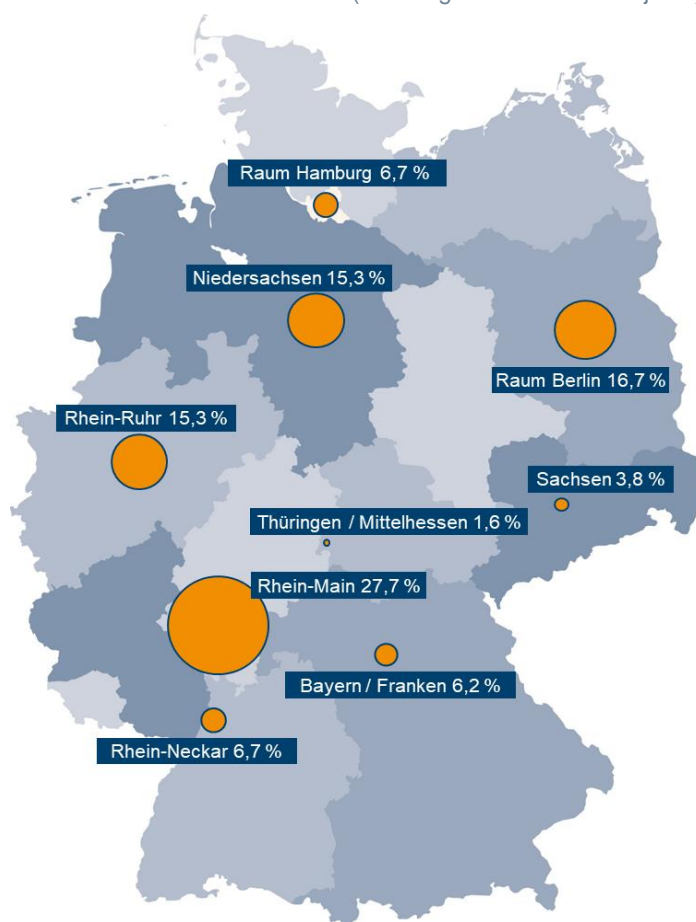 Raum Hamburg 6,7 %
Niedersachsen 15,3 %
Raum Berlin 16,7 %
Rhein-Ruhr 15,3 %
Sachsen 3,8 %
Thüringen / Mittelhessen 1,6 %
Rhein-Main 27,7 %
Bayern / Franken 6,2 %
Rhein-Neckar 6,7 %